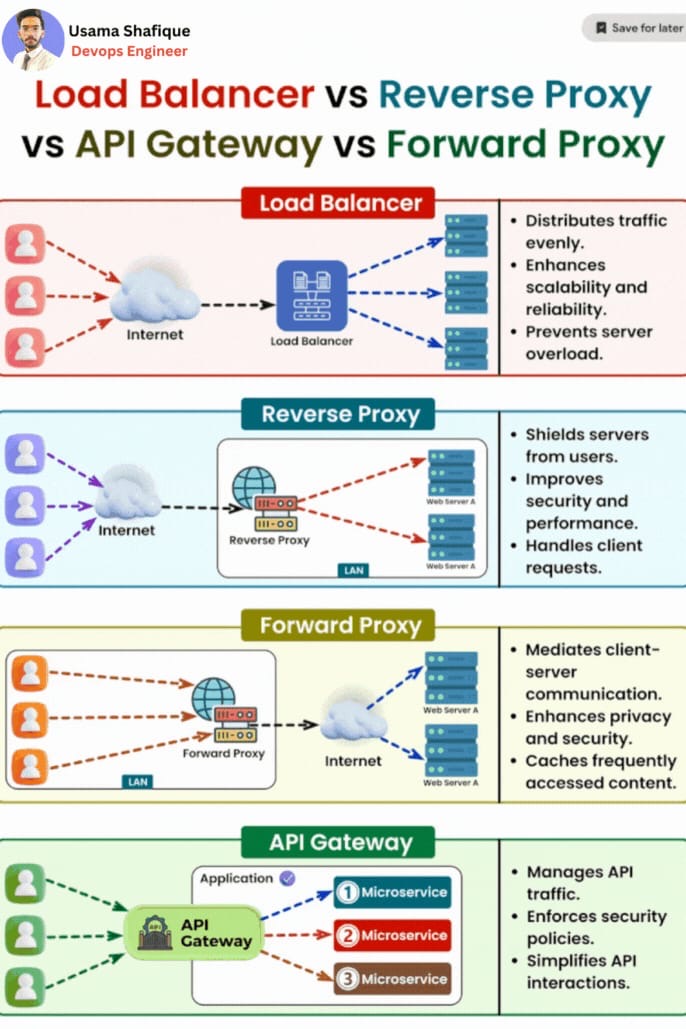 Usama Shafique
Devops Engineer
Save for later
Load Balancer vs Reverse Proxy
vs API Gateway vs Forward Proxy
Load Balancer
Internet
Load Balancer
• Distributes traffic
evenly.
• Enhances
scalability and
reliability.
• Prevents server
overload.
Reverse Proxy
Internet
Reverse Proxy
Web Server A
Web Server A
LAN
• Shields servers
from users.
• Improves
security and
performance.
• Handles client
requests.
Forward Proxy
Forward Proxy
LAN
Internet
Web Server A
Web Server A
• Mediates client-
server
communication.
• Enhances privacy
and security.
• Caches frequently
accessed content.
API Gateway
Application
API
API
Gateway
1 Microservice
2 Microservice
3 Microservice
• Manages API
traffic.
• Enforces security
policies.
• Simplifies API
interactions.